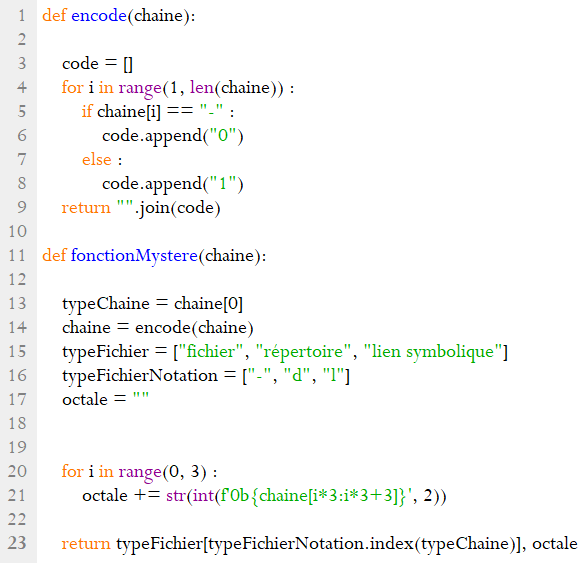 1 def encode(chaine):
2
3 code = []
4 for i in range(1, len(chaine)) :
5 if chaine[i] == "-" :
6 code.append("0")
7 else :
8 code.append("1")
9 return "".join(code)
10
11 def fonctionMystere(chaine):
12
13 typeChaine = chaine[0]
14 chaine = encode(chaine)
15 typeFichier = ["fichier", "répertoire", "lien symbolique"]
16 typeFichierNotation = ["-", "d", "l"]
17 octale = ""
18
19
20 for i in range(0, 3) :
21 octale += str(int(f'0b{chaine[i*3:i*3+3]}', 2))
22
23 return typeFichier[typeFichierNotation.index(typeChaine)], octale